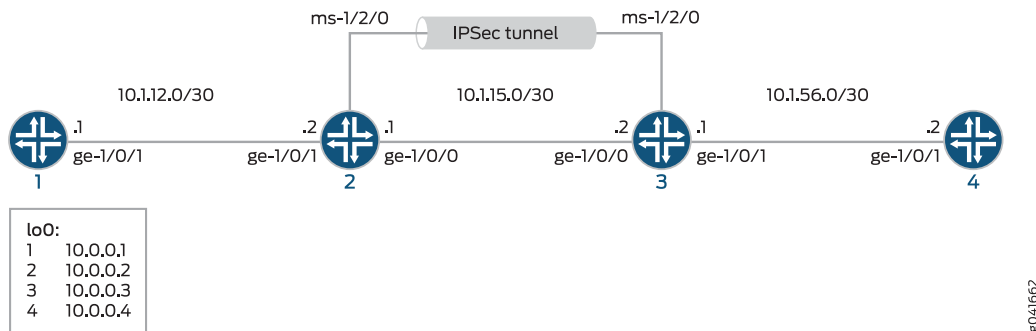 ms-1/2/0 ms-1/2/0
IPSec tunnel
10.1.12.0/30 10.1.15.0/30 10.1.56.0/30
.1 .2 .1 .2 .1 .2
ge-1/0/1 ge-1/0/1 ge-1/0/0 ge-1/0/0 ge-1/0/1 ge-1/0/1
1 2 3 4
lo0:
1 10.0.0.1
2 10.0.0.2
3 10.0.0.3
4 10.0.0.4
g041662